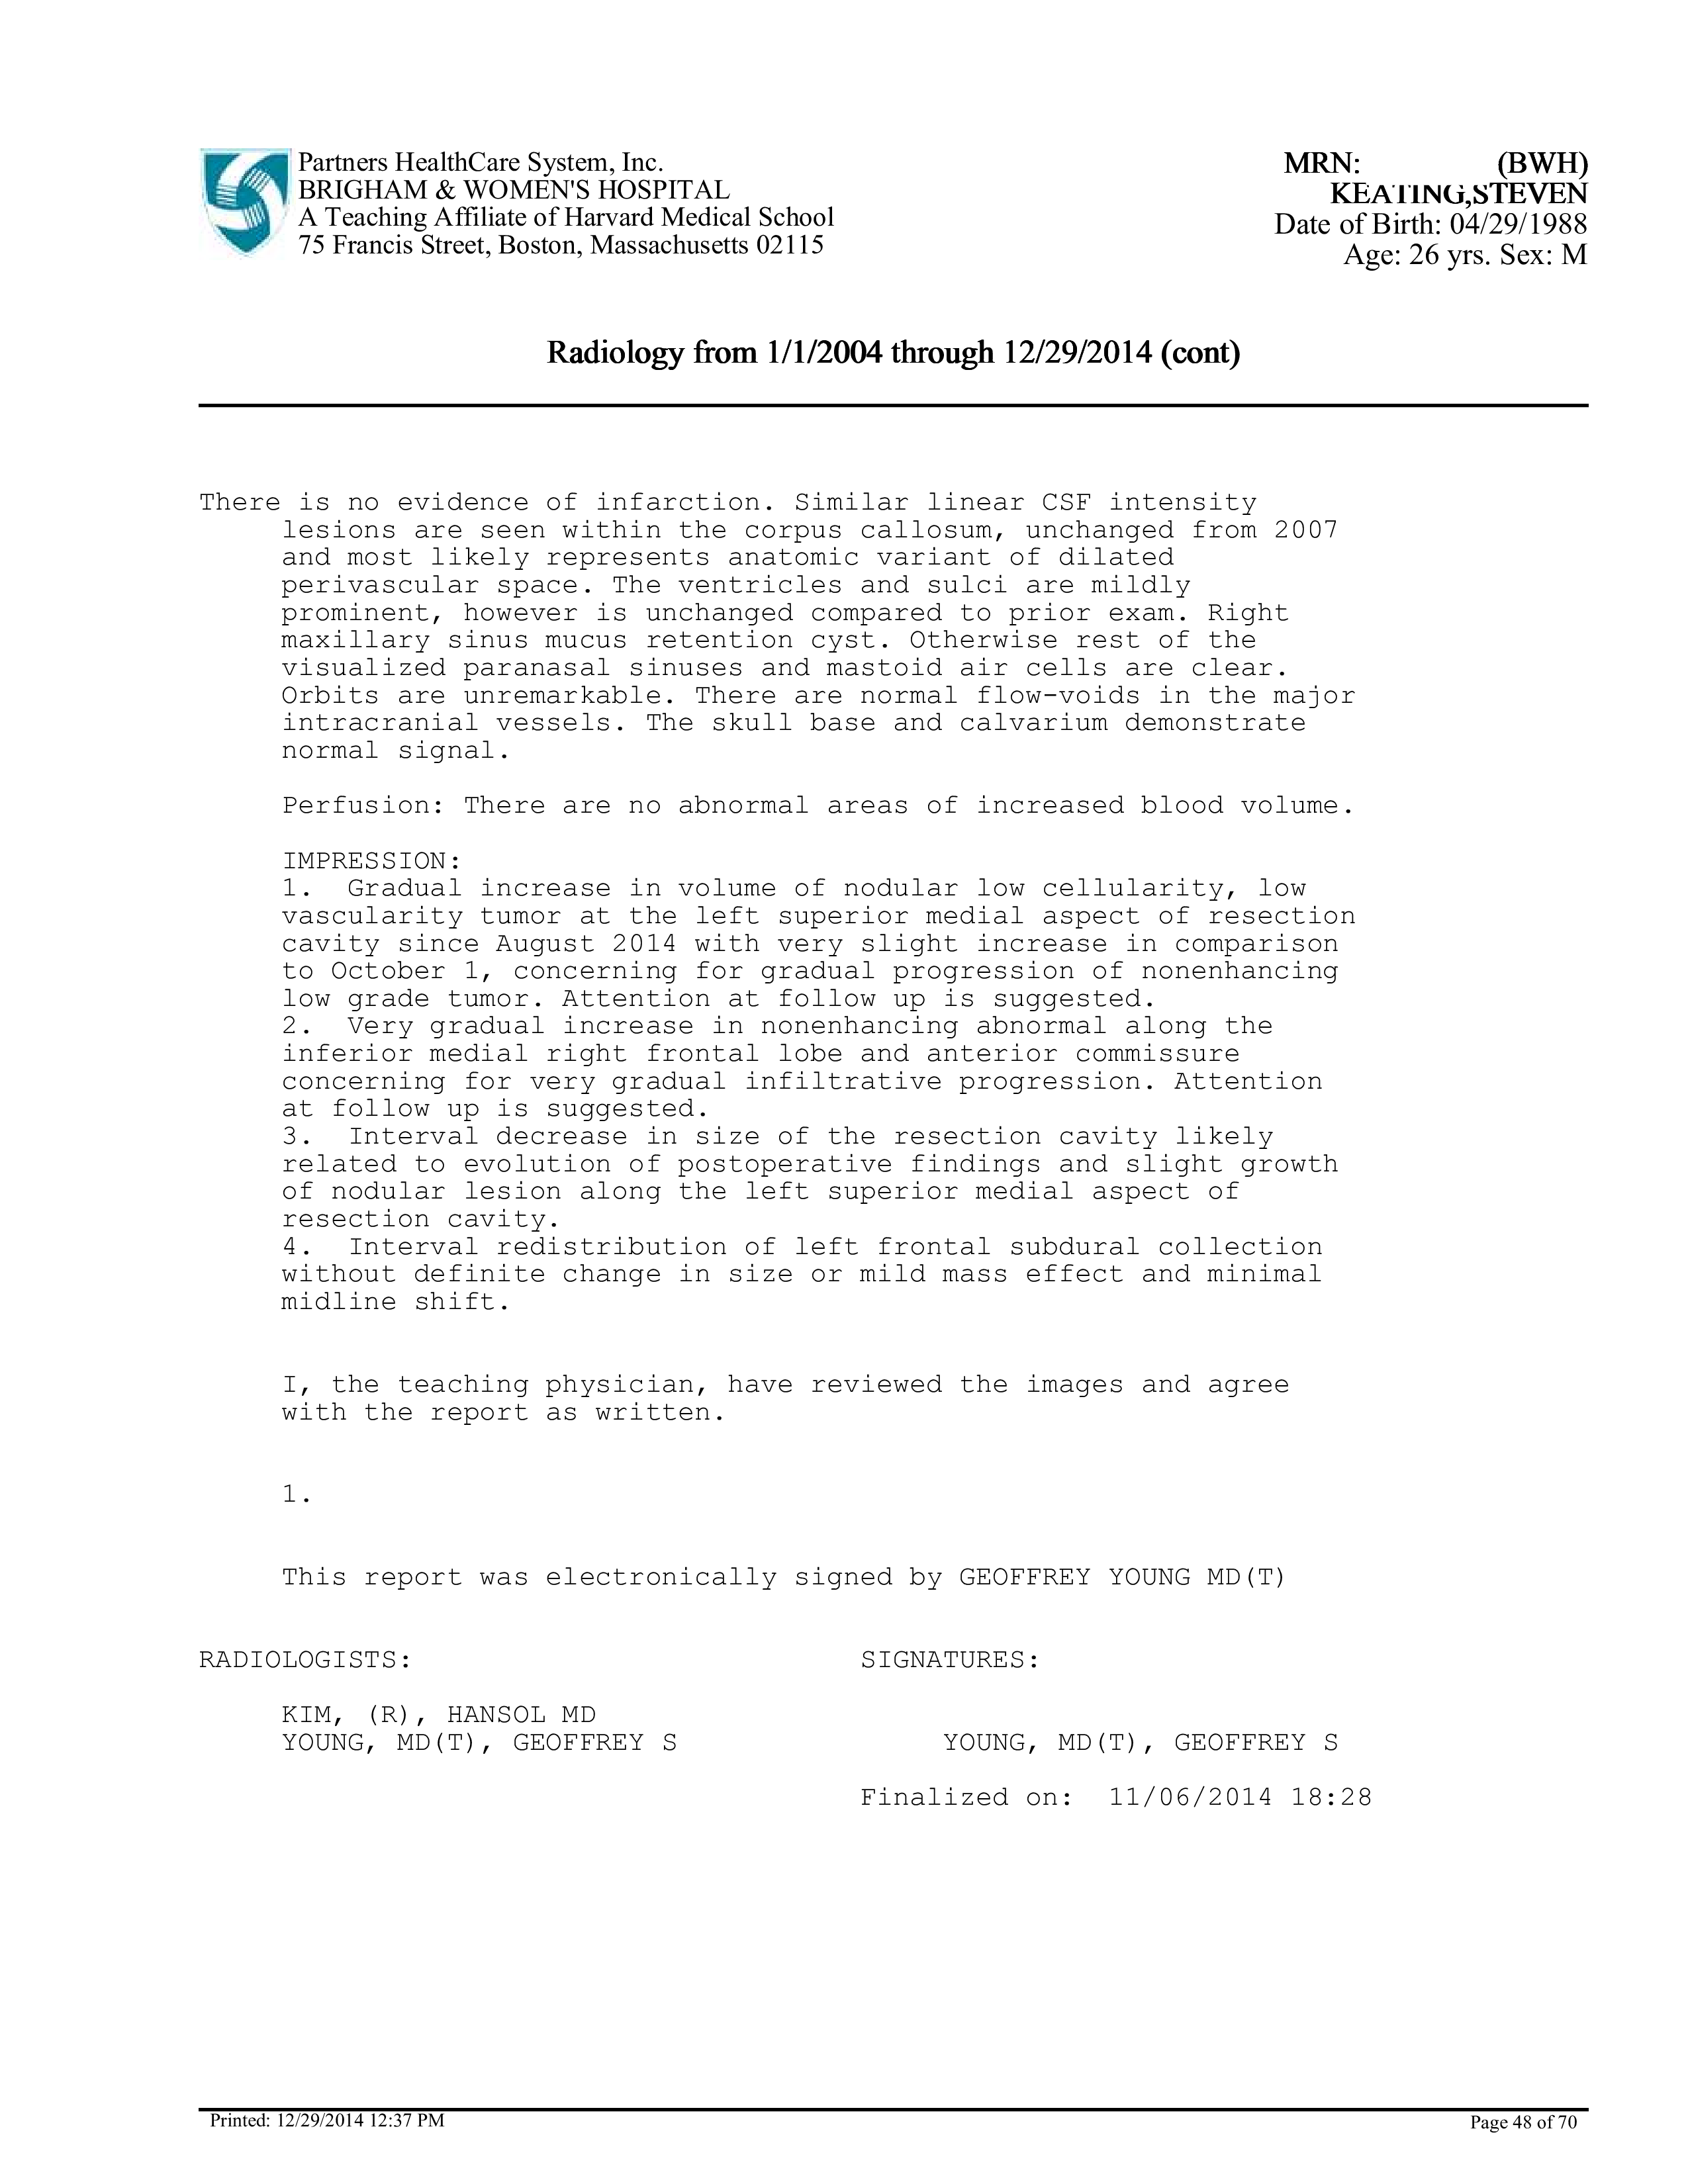 Partners HealthCare System, Inc.
BRIGHAM & WOMEN'S HOSPITAL
A Teaching Affiliate of Harvard Medical School
75 Francis Street, Boston, Massachusetts 02115
MRN: (BWH)
KEATING,STEVEN
Date of Birth: 04/29/1988
Age: 26 yrs. Sex: M
Radiology from 1/1/2004 through 12/29/2014 (cont)
There is no evidence of infarction. Similar linear CSF intensity
lesions are seen within the corpus callosum, unchanged from 2007
and most likely represents anatomic variant of dilated
perivascular space. The ventricles and sulci are mildly
prominent, however is unchanged compared to prior exam. Right
maxillary sinus mucus retention cyst. Otherwise rest of the
visualized paranasal sinuses and mastoid air cells are clear.
Orbits are unremarkable. There are normal flow-voids in the major
intracranial vessels. The skull base and calvarium demonstrate
normal signal.
Perfusion: There are no abnormal areas of increased blood volume.
IMPRESSION:
1. Gradual increase in volume of nodular low cellularity, low
vascularity tumor at the left superior medial aspect of resection
cavity since August 2014 with very slight increase in comparison
to October 1, concerning for gradual progression of nonenhancing
low grade tumor. Attention at follow up is suggested.
2. Very gradual increase in nonenhancing abnormal along the
inferior medial right frontal lobe and anterior commissure
concerning for very gradual infiltrative progression. Attention
at follow up is suggested.
3. Interval decrease in size of the resection cavity likely
related to evolution of postoperative findings and slight growth
of nodular lesion along the left superior medial aspect of
resection cavity.
4. Interval redistribution of left frontal subdural collection
without definite change in size or mild mass effect and minimal
midline shift.
I, the teaching physician, have reviewed the images and agree
with the report as written.
1.
This report was electronically signed by GEOFFREY YOUNG MD(T)
RADIOLOGISTS: SIGNATURES:
KIM, (R), HANSOL MD
YOUNG, MD(T), GEOFFREY S YOUNG, MD(T), GEOFFREY S
Finalized on: 11/06/2014 18:28
Printed: 12/29/2014 12:37 PM
Page 48 of 70